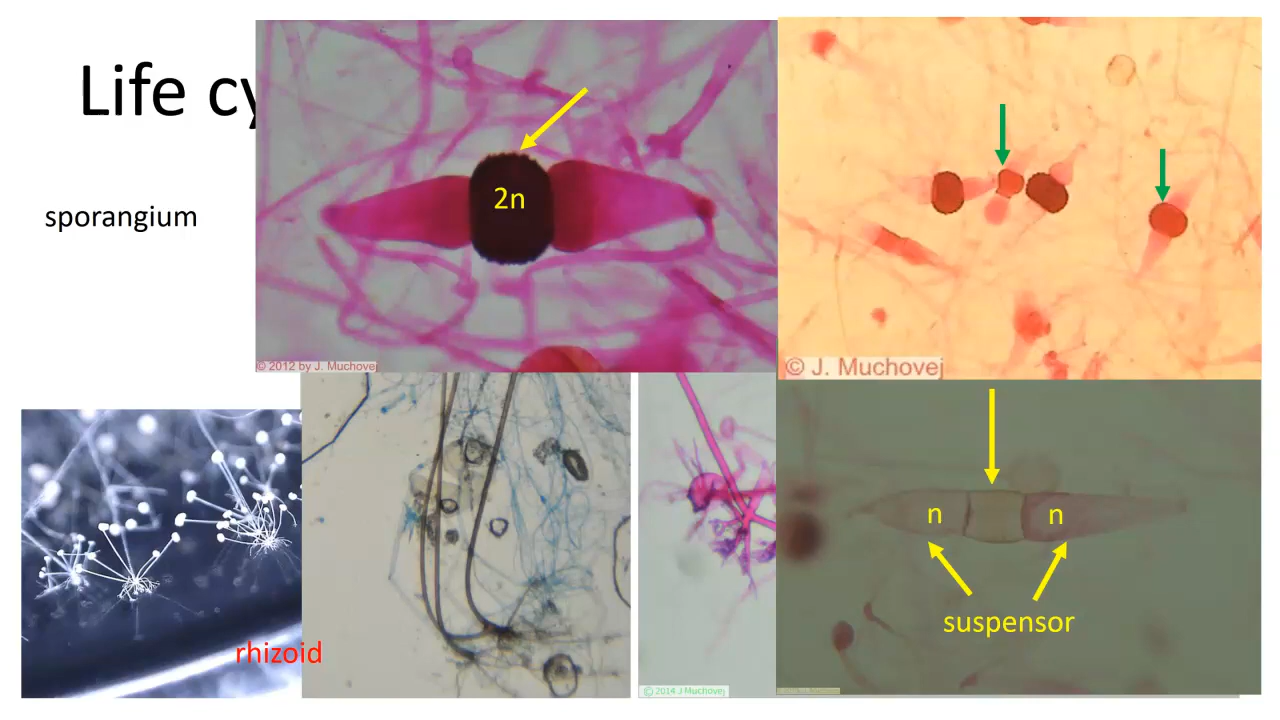 Life cy
2n
sporangium
© 2012 by J. Muchovej
© J. Muchovej
n
n
suspensor
rhizoid
© 2014 J Muchovej